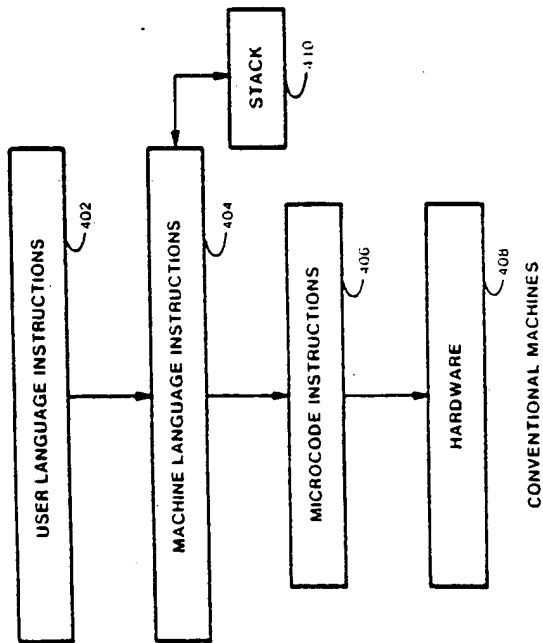 USER LANGUAGE INSTRUCTIONS
402
MACHINE LANGUAGE INSTRUCTIONS
404
STACK
410
MICROCODE INSTRUCTIONS
406
HARDWARE
408
CONVENTIONAL MACHINES